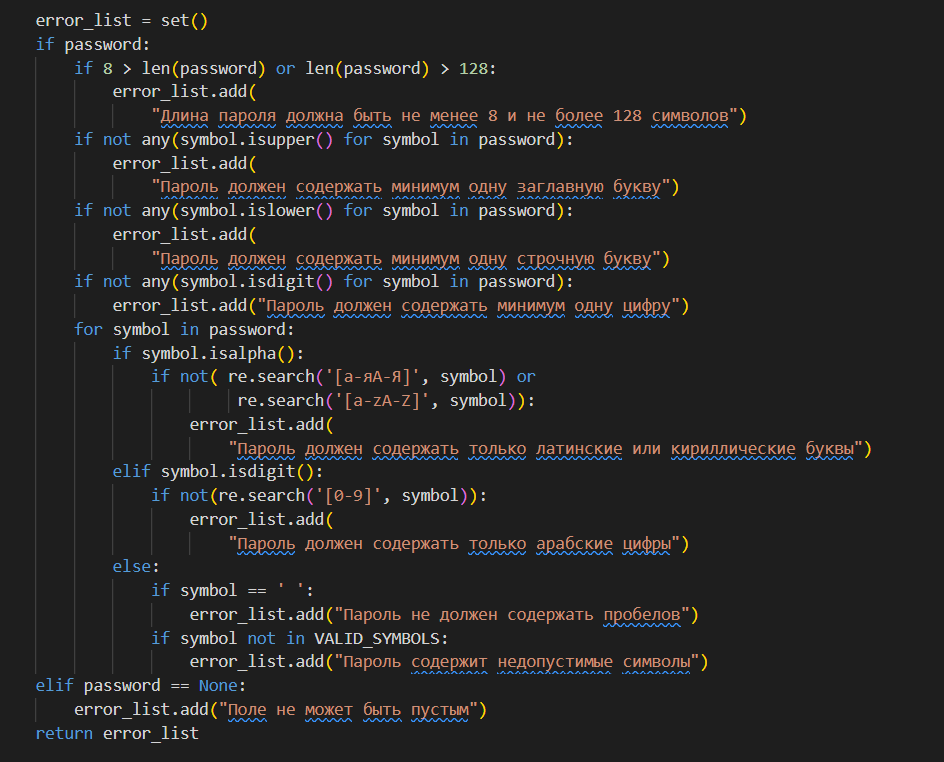 error_list = set()
if password:
if 8 > len(password) or len(password) > 128:
error_list.add(
"Длина пароля должна быть не менее 8 и не более 128 символов")
if not any(symbol.isupper() for symbol in password):
error_list.add(
"Пароль должен содержать минимум одну заглавную букву")
if not any(symbol.islower() for symbol in password):
error_list.add(
"Пароль должен содержать минимум одну строчную букву")
if not any(symbol.isdigit() for symbol in password):
error_list.add("Пароль должен содержать минимум одну цифру")
for symbol in password:
if symbol.isalpha():
if not( re.search('[а-яА-Я]', symbol) or
re.search('[a-zA-Z]', symbol)):
error_list.add(
"Пароль должен содержать только латинские или кириллические буквы")
elif symbol.isdigit():
if not(re.search('[0-9]', symbol)):
error_list.add(
"Пароль должен содержать только арабские цифры")
else:
if symbol == ' ':
error_list.add("Пароль не должен содержать пробелов")
if symbol not in VALID_SYMBOLS:
error_list.add("Пароль содержит недопустимые символы")
elif password == None:
error_list.add("Поле не может быть пустым")
return error_list